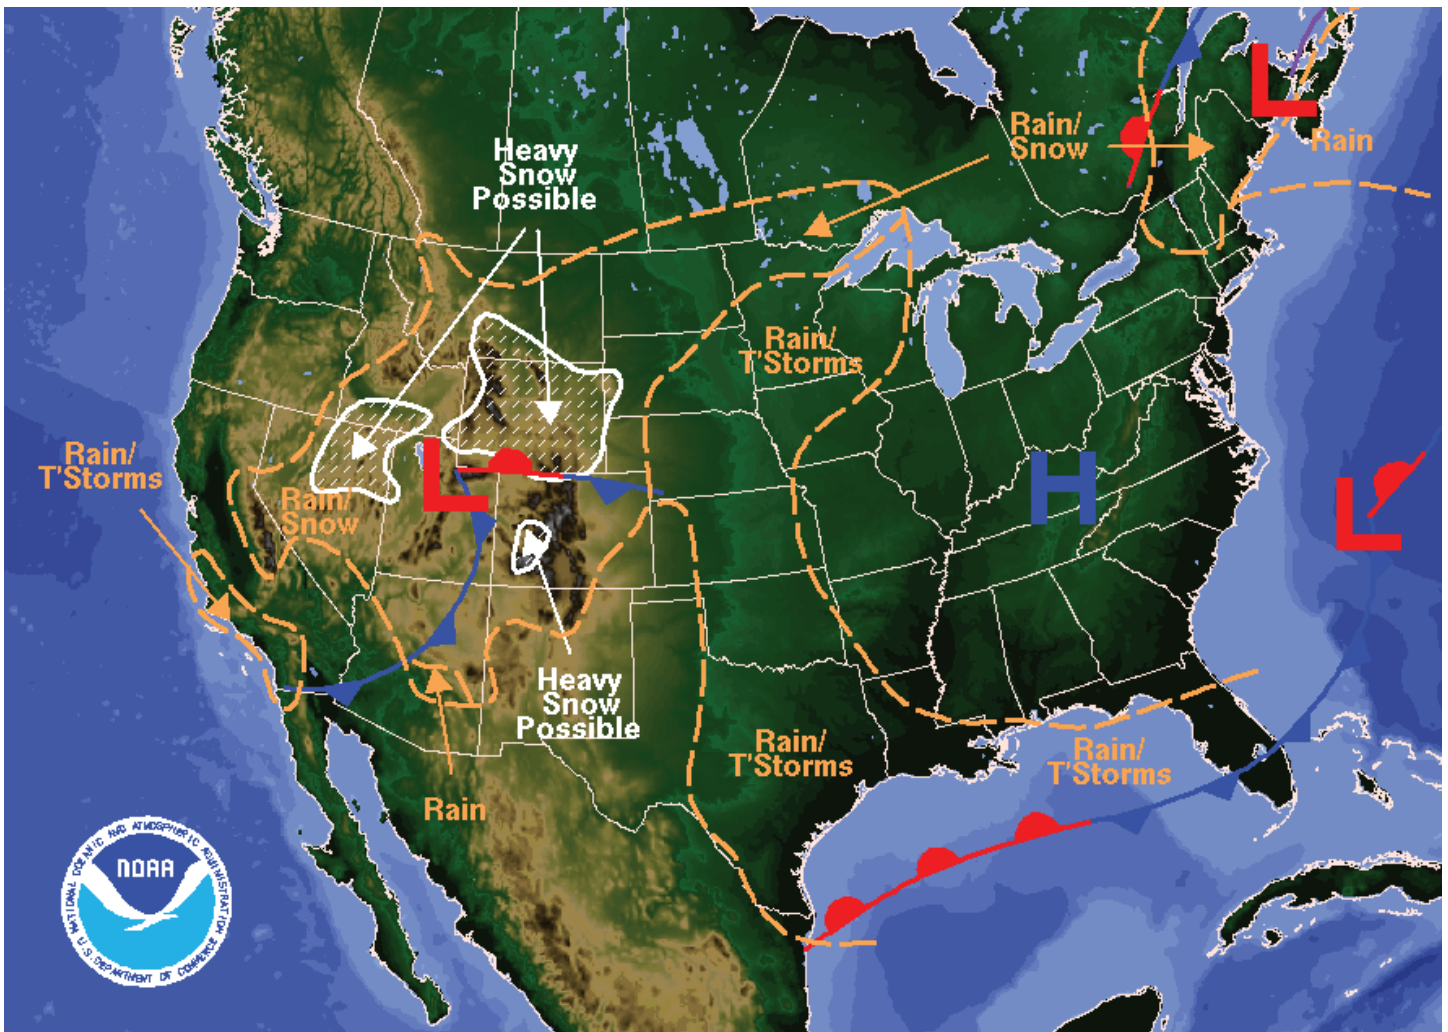 Heavy
Snow
Possible
Rain/
Snow
L
Rain
Rain/
T'Storms
Rain/
T'Storms
Rain/
Snow
L
H
L
Heavy
Snow
Possible
Rain/
T'Storms
Rain/
T'Storms
Rain
NATIONAL OCEANIC AND ATMOSPHERIC ADMINISTRATION
NOAA
U.S. DEPARTMENT OF COMMERCE